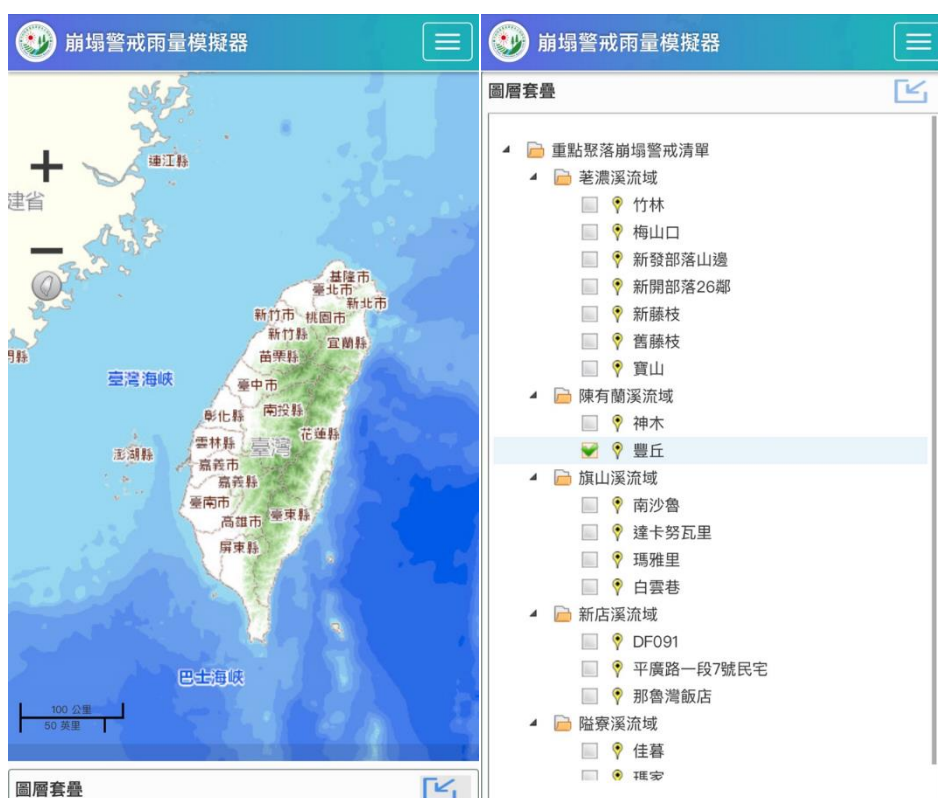 崩塌警戒雨量模擬器
連江縣
建省
基隆市
臺北市
新北市
新竹市
桃園市
新竹縣
宜蘭縣
苗栗縣
臺灣海峽
臺中市
彰化縣
南投縣
花蓮縣
雲林縣
臺灣
澎湖縣
嘉義市
嘉義縣
臺南市
高雄市
臺東縣
屏東縣
巴士海峽
100 公里
50 英里
圖層套疊
崩塌警戒雨量模擬器
圖層套疊
重點聚落崩塌警戒清單
荖濃溪流域
竹林
梅山口
新發部落山邊
新開部落26鄰
新藤枝
舊藤枝
寶山
陳有蘭溪流域
神木
豐丘
旗山溪流域
南沙魯
達卡努瓦里
瑪雅里
白雲巷
新店溪流域
DF091
平廣路一段7號民宅
那魯灣飯店
隘寮溪流域
佳暮
瑪家